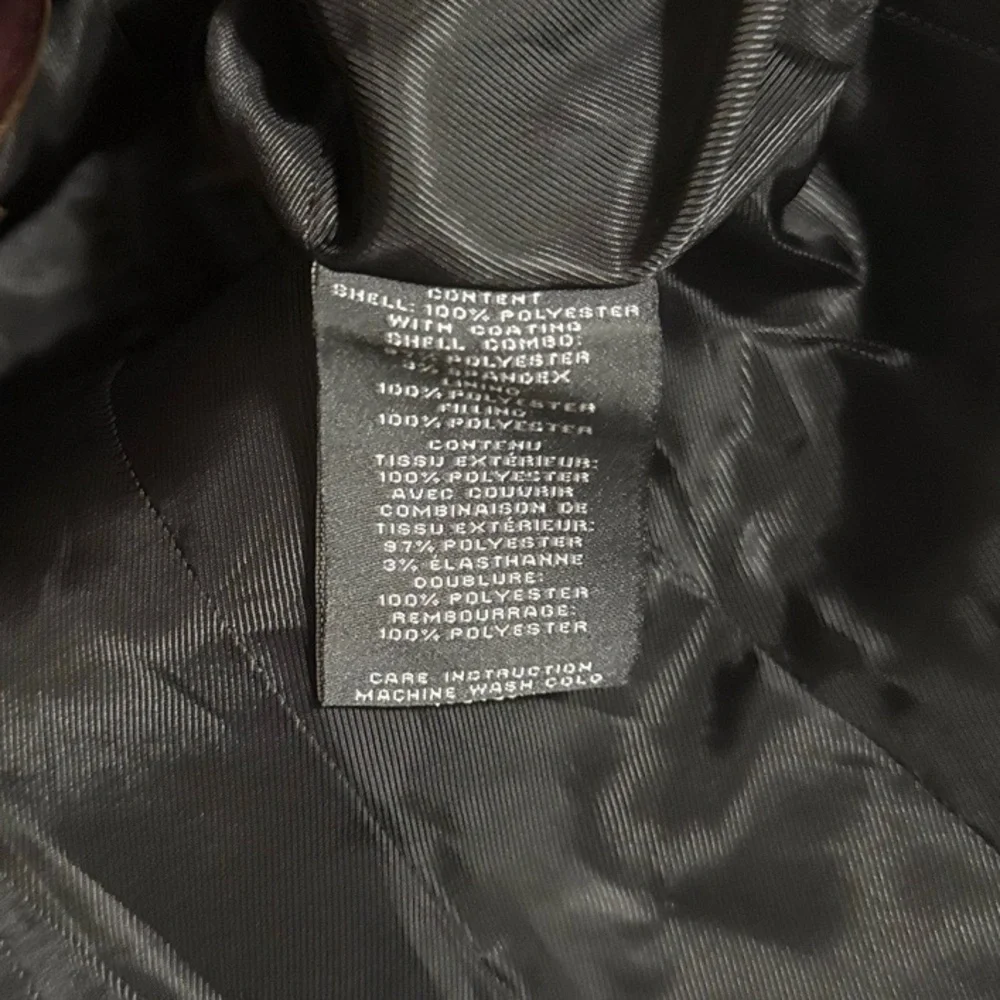 CONTENT
SHELL: 100% POLYESTER
WITH COATING
SHELL COMBO:
POLYESTER
3% SPANDEX
LINING
100% POLYESTER
FILLING
100% POLYESTER
CONTENU
TISSU EXTÉRIEUR:
100% POLYESTER
AVEC COUVRIR
COMBINAISON DE
TISSU EXTÉRIEUR:
97% POLYESTER
3% ÉLASTHANNE
DOUBLURE:
100% POLYESTER
REMBOURRAGE:
100% POLYESTER
CARE INSTRUCTION
MACHINE WASH COLD